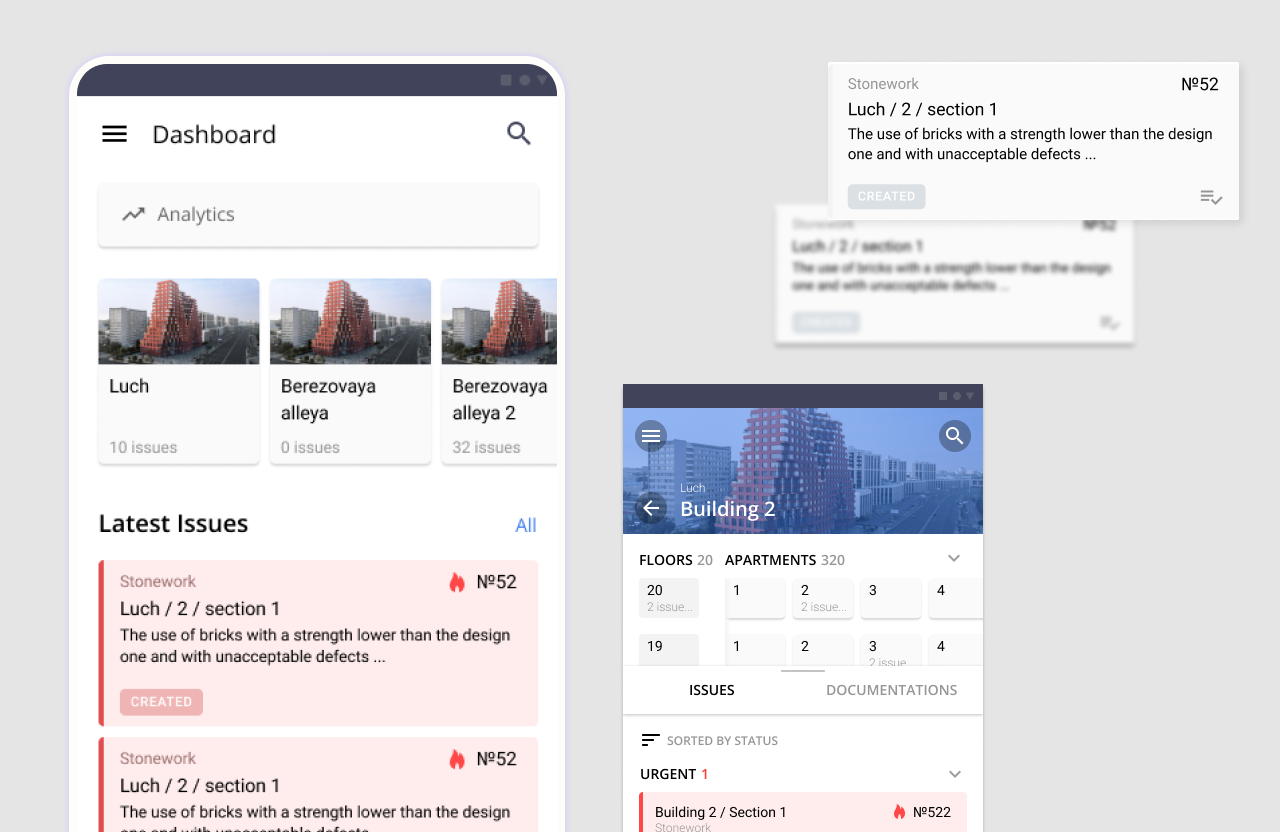 Dashboard
Analytics
Luch
10 issues
Berezovaya
alleya
0 issues
Berezovaya
alleya 2
32 issues
Latest Issues
All
Stonework
№52
Luch / 2 / section 1
The use of bricks with a strength lower than the design
one and with unacceptable defects ...
CREATED
Stonework
№52
Luch / 2 / section 1
The use of bricks with a strength lower than the design
one and with unacceptable defects
Stonework
№52
Luch / 2 / section 1
The use of bricks with a strength lower than the design
one and with unacceptable defects ...
CREATED
Stonework
№52
Luch / 2 / section 1
The use of bricks with a strength lower than the design
one and with unacceptable defects ...
CREATED
Luch
Building 2
FLOORS 20
APARTMENTS 320
20
2 issue...
1
2
2 issue...
3
4
19
1
2
3
2 issue
4
ISSUES
DOCUMENTATIONS
SORTED BY STATUS
URGENT 1
Building 2 / Section 1
№522
Stonework